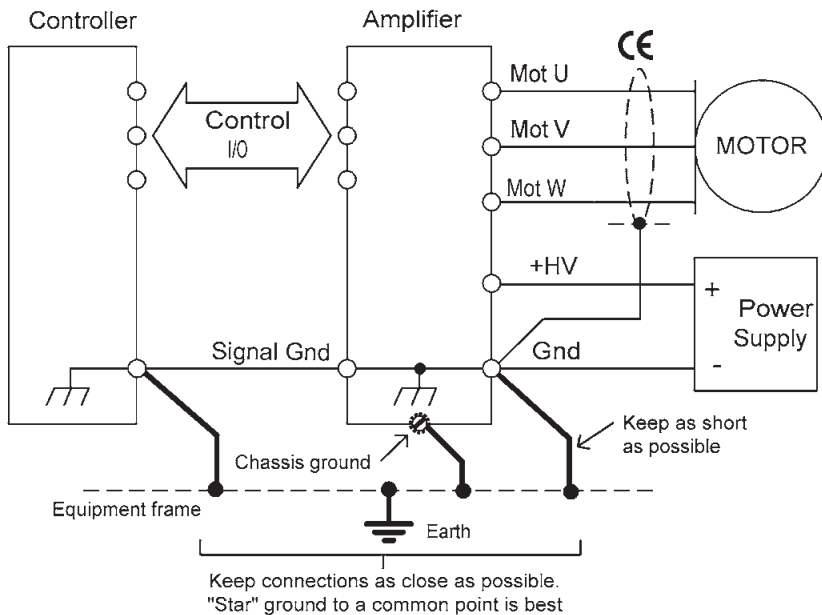 Controller
Amplifier
CE
Mot U
Mot V
Mot W
MOTOR
Control
I/0
+HV
+
Power
Supply
-
Signal Gnd
Gnd
Keep as short
as possible
Chassis ground
Equipment frame
Earth
Keep connections as close as possible.
"Star" ground to a common point is best